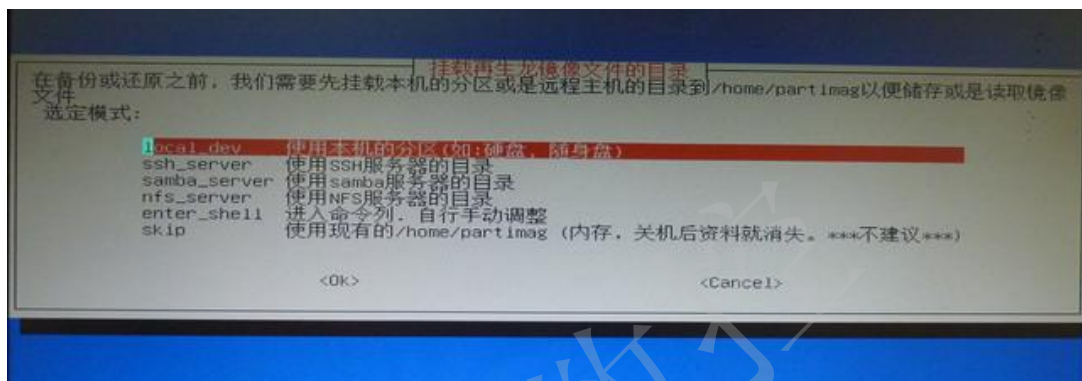 挂载再生龙镜像文件的目录
在备份或还原之前，我们需要先挂载本机的分区或是远程主机的目录到/home/partimag以便储存或是读取镜像
文件
选定模式:
local_dev 使用本机的分区(如:硬盘，随身盘)
ssh_server 使用SSH服务器的目录
samba_server 使用samba服务器的目录
nfs_server 使用NFS服务器的目录
enter_shell 进入命令列．自行手动调整
skip 使用现有的/home/partimag (内存．关机后资料就消失。***不建议***)
<Ok> <Cancel>